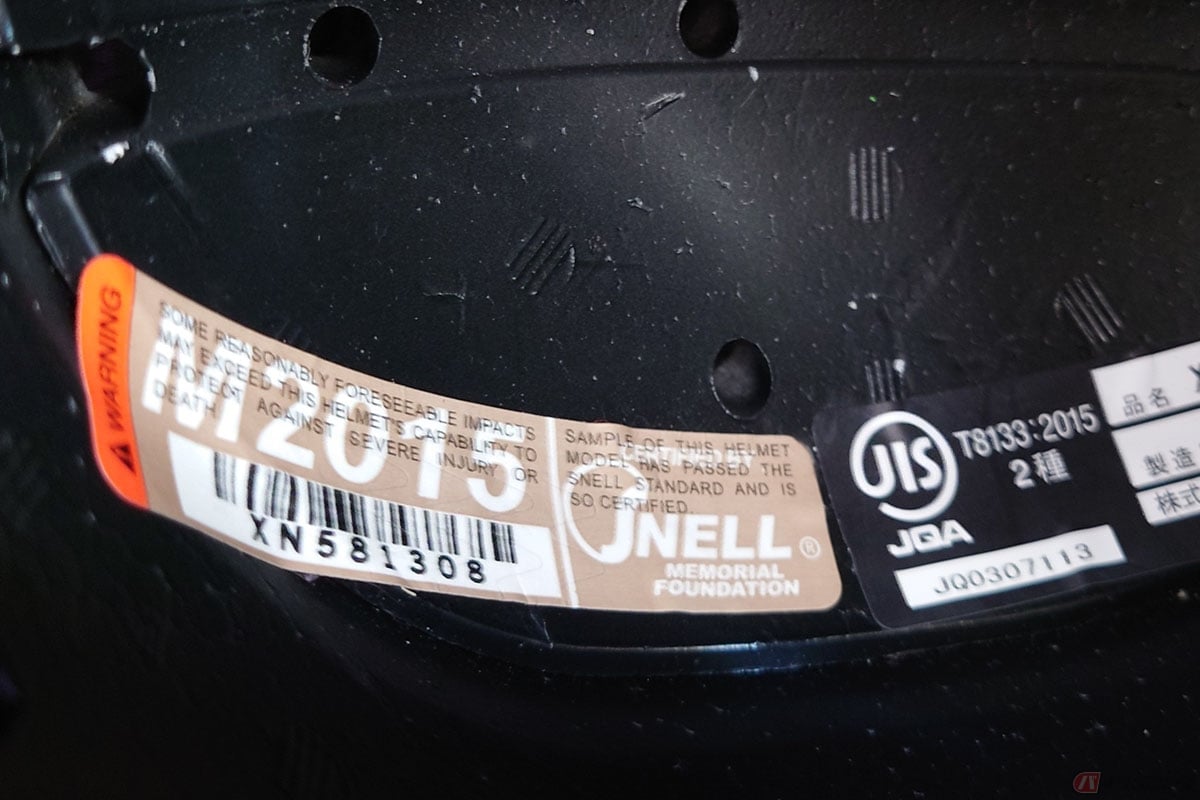 WARNING
SOME REASONABLY FORESEEABLE IMPACTS
MAY EXCEED THIS HELMET'S CAPABILITY TO
PROTECT AGAINST SEVERE INJURY OR
DEATH
M2015
XN581308
SAMPLE OF THIS HELMET
MODEL HAS PASSED THE
SNELL STANDARD AND IS
SO CERTIFIED.
SNELL ®
MEMORIAL
FOUNDATION
JIS
T8133:2015
2種
JQA
JQ0307113
品名
製造
株式